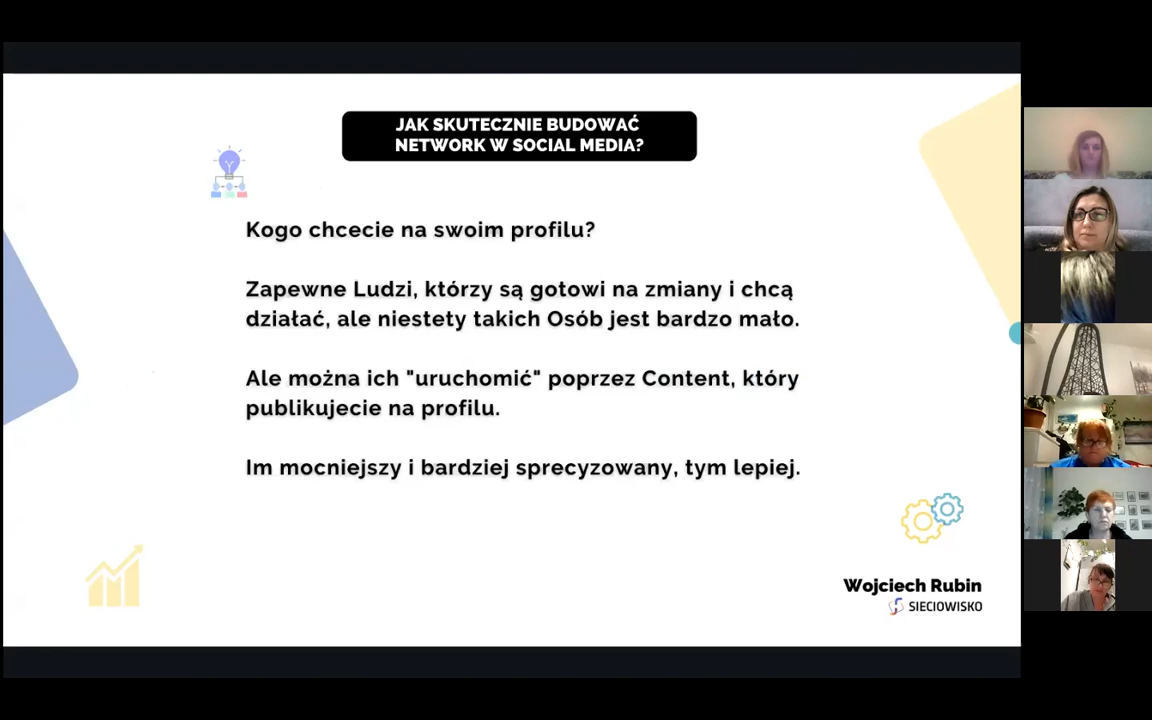 JAK SKUTECZNIE BUDOWAĆ
NETWORK W SOCIAL MEDIA?
Kogo chcecie na swoim profilu?
Zapewne Ludzi, którzy są gotowi na zmiany i chcą
działać, ale niestety takich Osób jest bardzo mało.
Ale można ich "uruchomić" poprzez Content, który
publikujecie na profilu.
Im mocniejszy i bardziej sprecyzowany, tym lepiej.
Wojciech Rubin
SIECIOWISKO